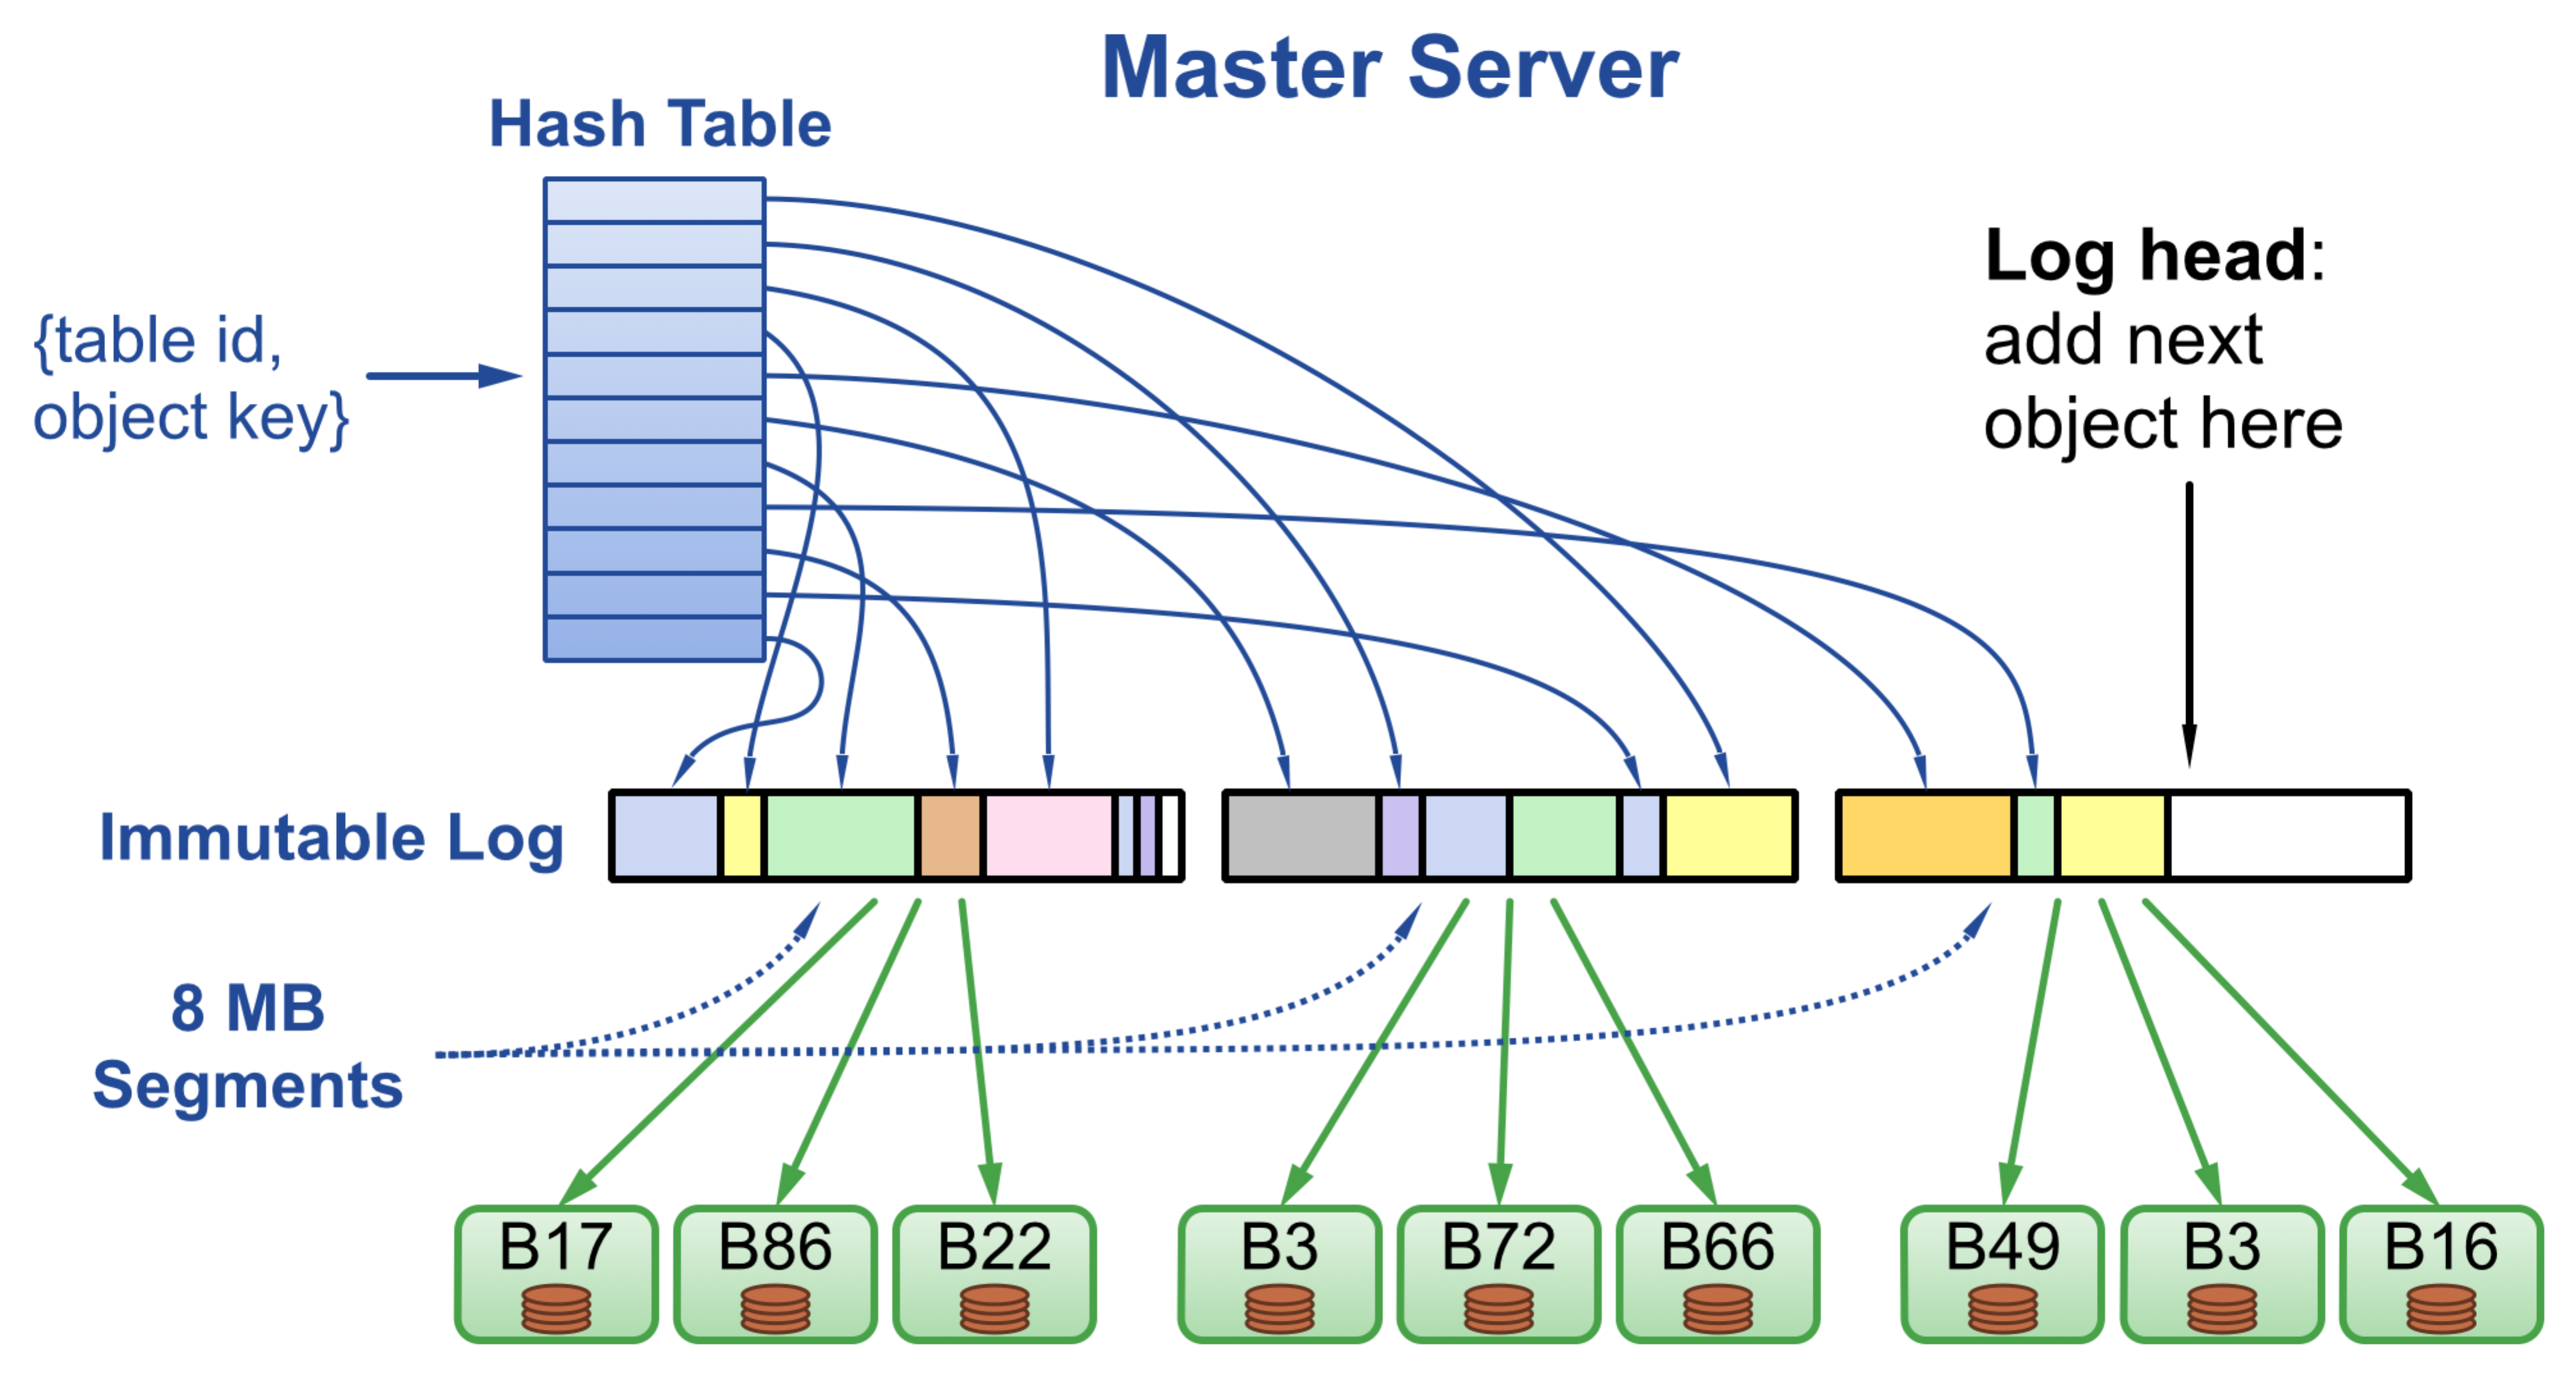 Master Server
Hash Table
{table id,
object key}
Log head:
add next
object here
Immutable Log
8 MB
Segments
B17
B86
B22
B3
B72
B66
B49
B3
B16